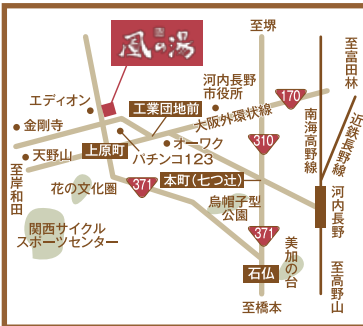 至堺
風の湯
至富田林
河内長野
市役所
170
エディオン
工業団地前
大阪外環状線
南海高野線
近鉄長野線
金剛寺
オーワク
310
天野山
上原町
パチンコ123
至岸和田
本町(七つ辻)
371
花の文化園
烏帽子型
公園
河内長野
関西サイクル
スポーツセンター
371
美加の台
石仏
至橋本
至高野山